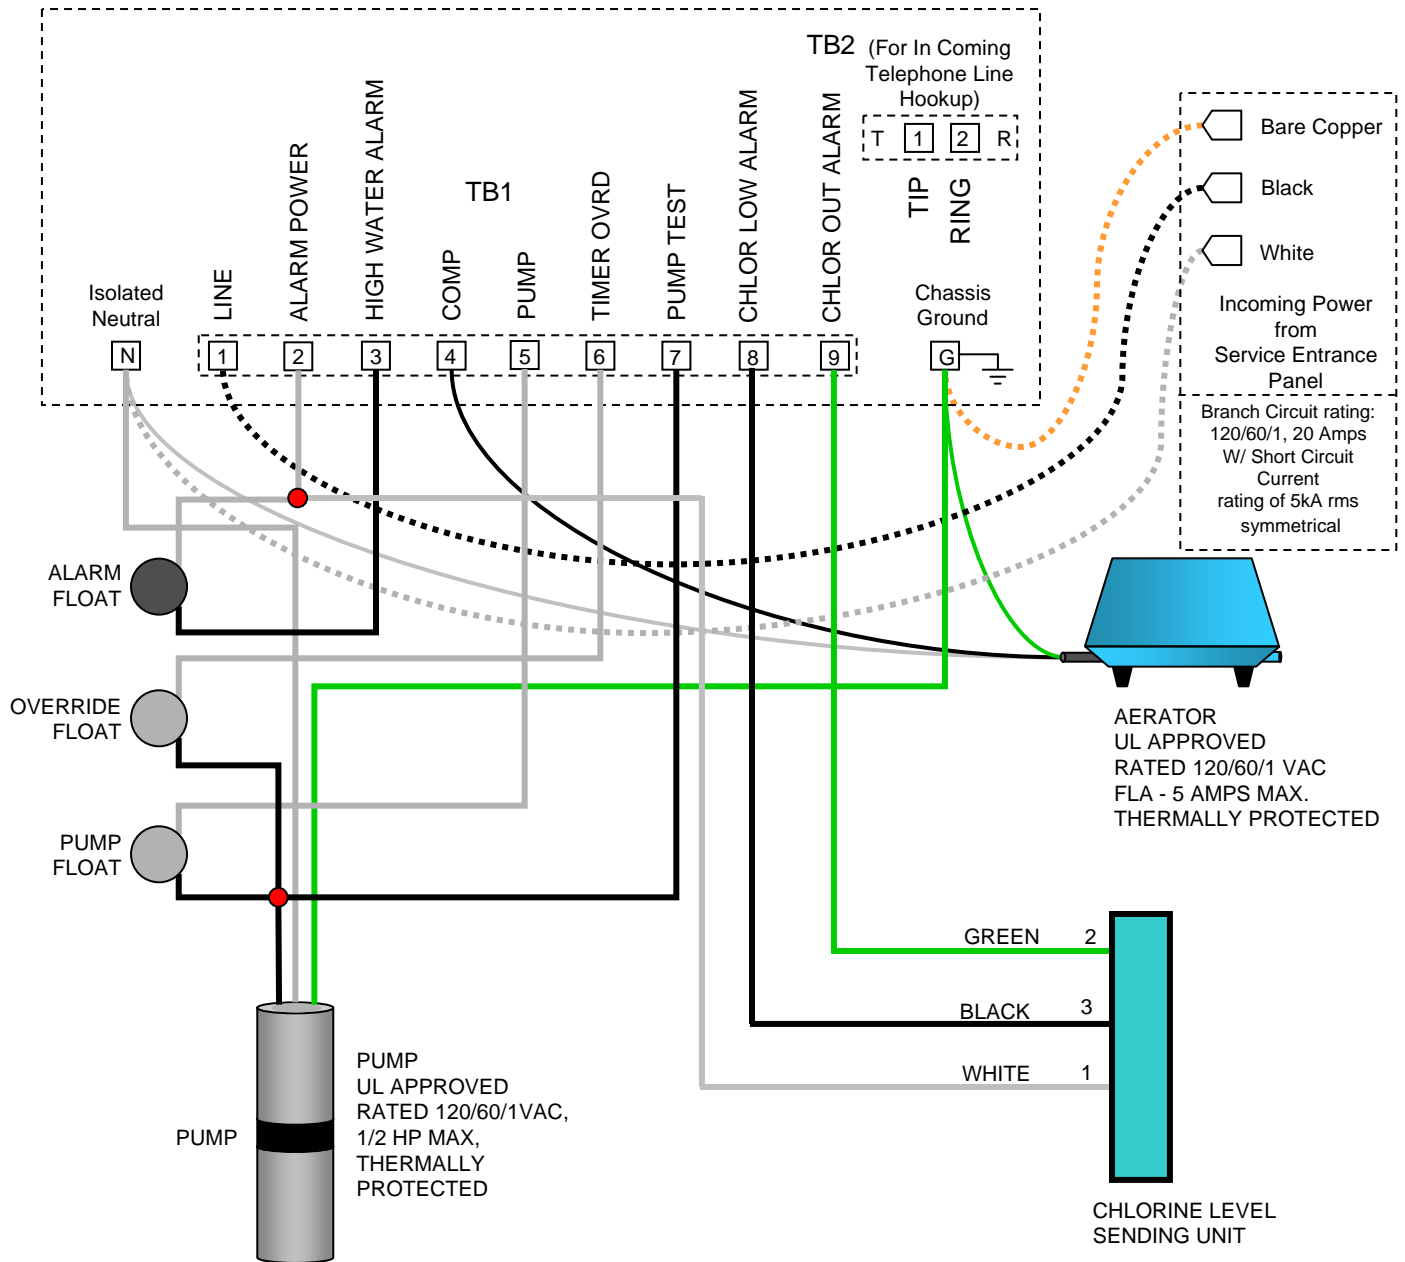 TB2 (For In Coming
Telephone Line
Hookup)
T 1 2 R
TIP
RING
TB1
Isolated
Neutral
LINE
ALARM POWER
HIGH WATER ALARM
COMP
PUMP
TIMER OVRD
PUMP TEST
CHLOR LOW ALARM
CHLOR OUT ALARM
Chassis
Ground
N 1 2 3 4 5 6 7 8 9 G
Bare Copper
Black
White
Incoming Power
from
Service Entrance
Panel
Branch Circuit rating:
120/60/1, 20 Amps
W/ Short Circuit
Current
rating of 5kA rms
symmetrical
ALARM
FLOAT
OVERRIDE
FLOAT
PUMP
FLOAT
AERATOR
UL APPROVED
RATED 120/60/1 VAC
FLA - 5 AMPS MAX.
THERMALLY PROTECTED
GREEN 2
BLACK 3
WHITE 1
PUMP
PUMP
UL APPROVED
RATED 120/60/1VAC,
1/2 HP MAX,
THERMALLY
PROTECTED
CHLORINE LEVEL
SENDING UNIT